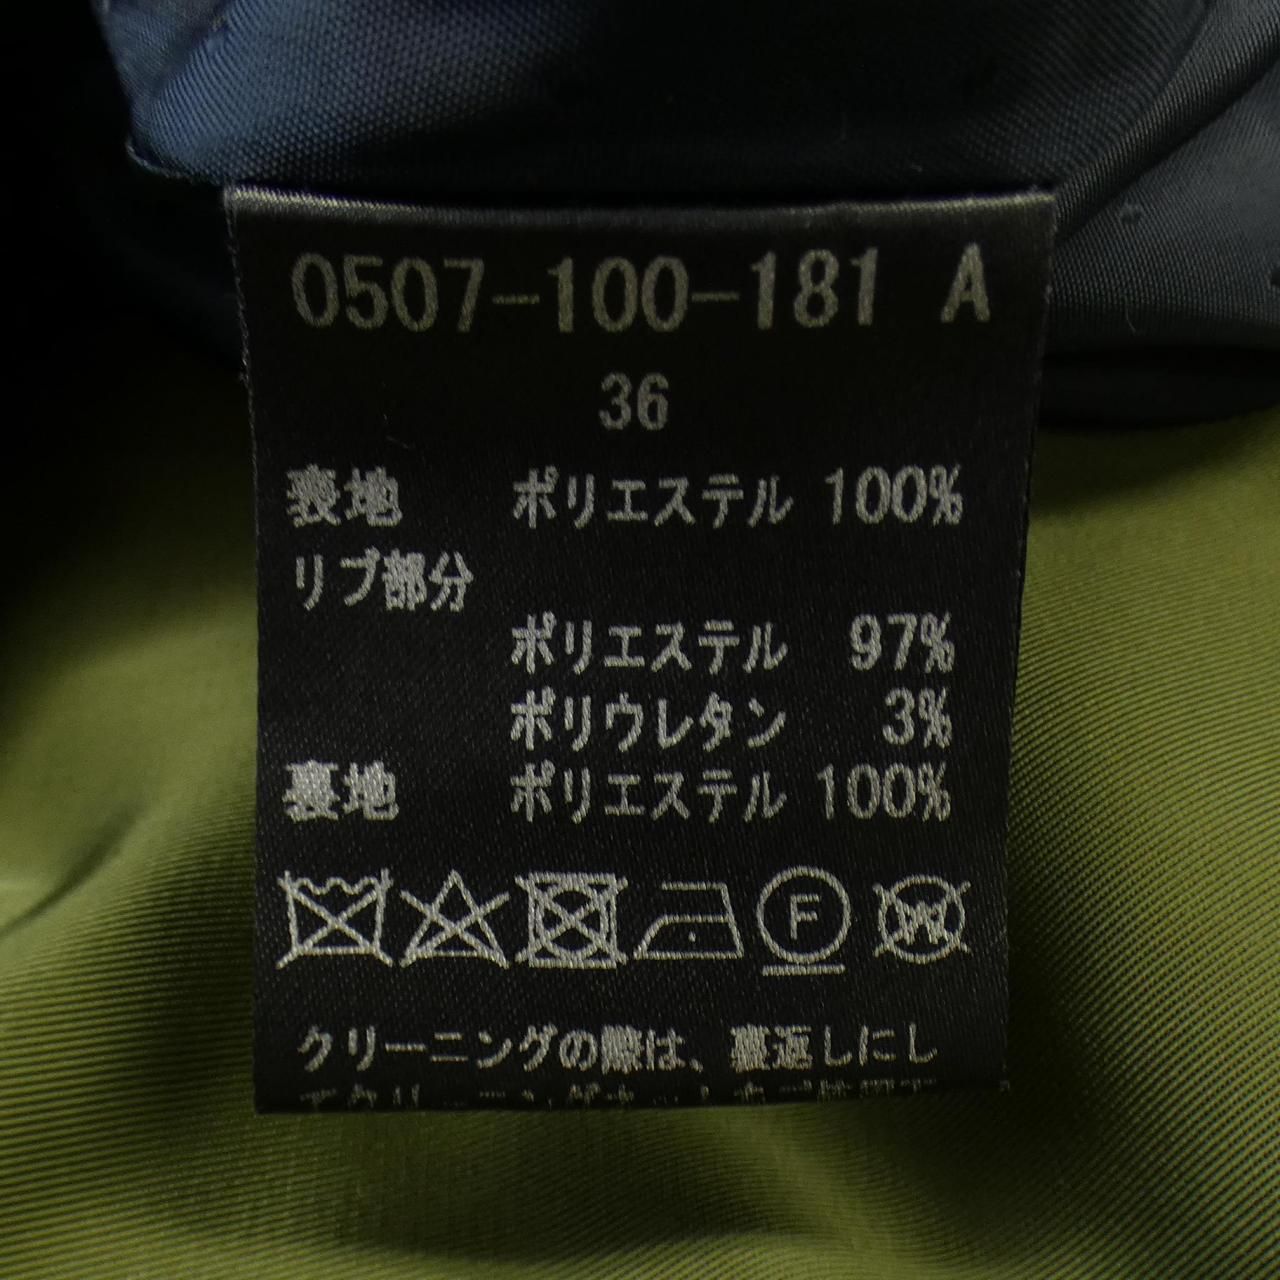 0507-100-181 A
36
表地 ポリエステル 100%
リブ部分
ポリエステル 97%
ポリウレタン 3%
裏地 ポリエステル 100%
F W
クリーニングの際は、裏返しにし